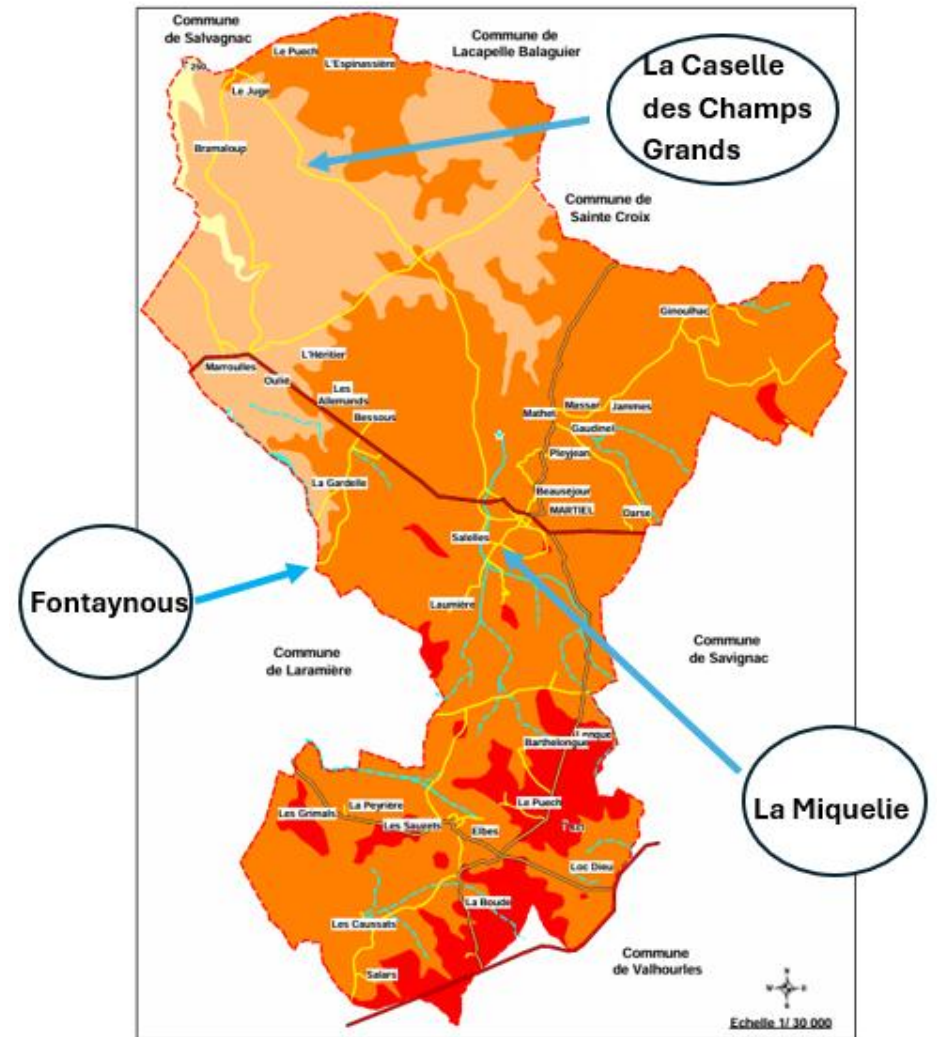 Commune
de Salvagnac
Le Puech
L'Espinassière
Commune de
Lacapelle Balaguier
La Caselle
des Champs
Grands
260
Le Juge
Bramaloup
Commune de
Sainte Croix
Ginoulhac
L'Héritier
Marroulles
Oulié
Les
Allemands
Bessous
Mathet
Massar
Jammes
Gaudinel
Pleyjean
La Gardelle
Beauséjour
MARTIEL
Darse
Salelles
Fontaynous
Laumière
Commune
de Laramière
Commune
de Savignac
Barthelongue
La Miquelie
Le Puech
La Peyrière
Les Grimals
Les Sauzets
Elbes
Loc Dieu
La Boude
Les Caussats
Salars
Commune
de Valhourles
N
W
E
S
Echelle 1/ 30 000